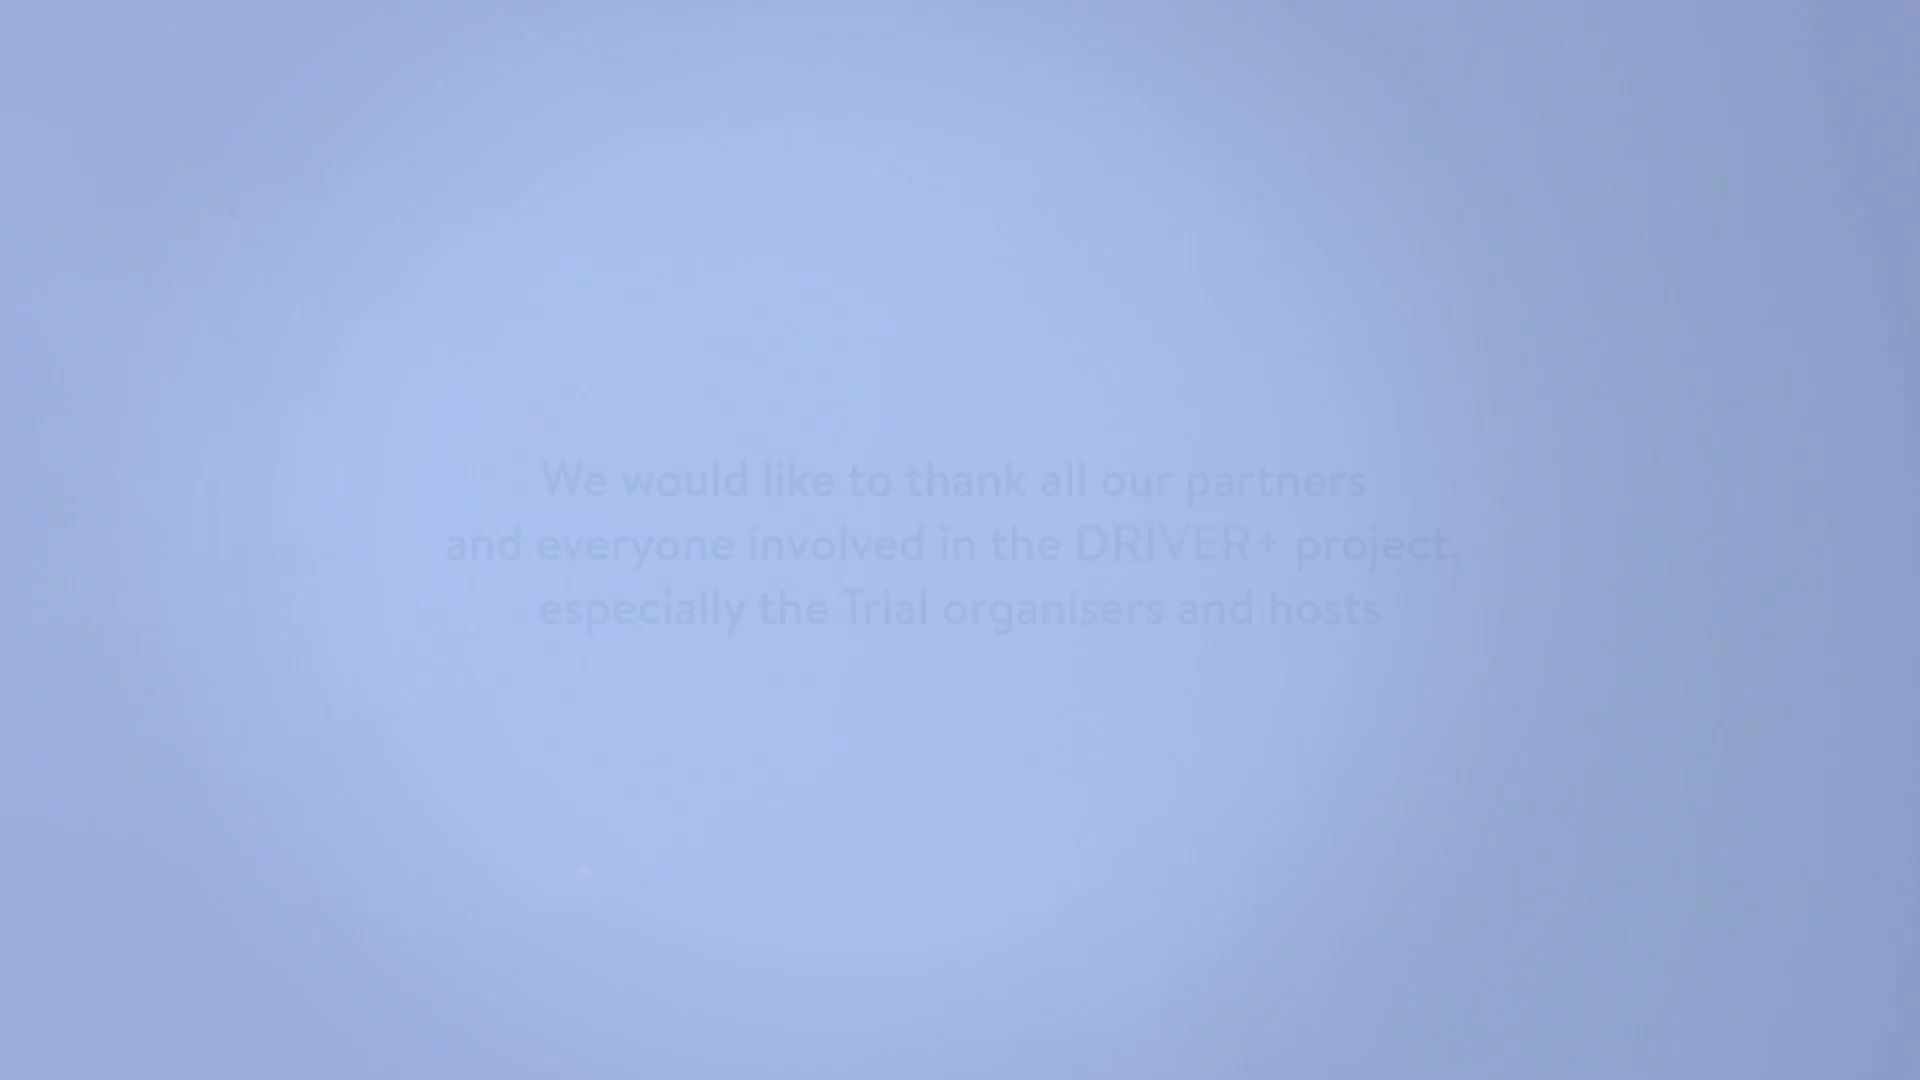 We would like to thank all our partners
and everyone involved in the DRIVER+ project,
especially the Trial organisers and hosts